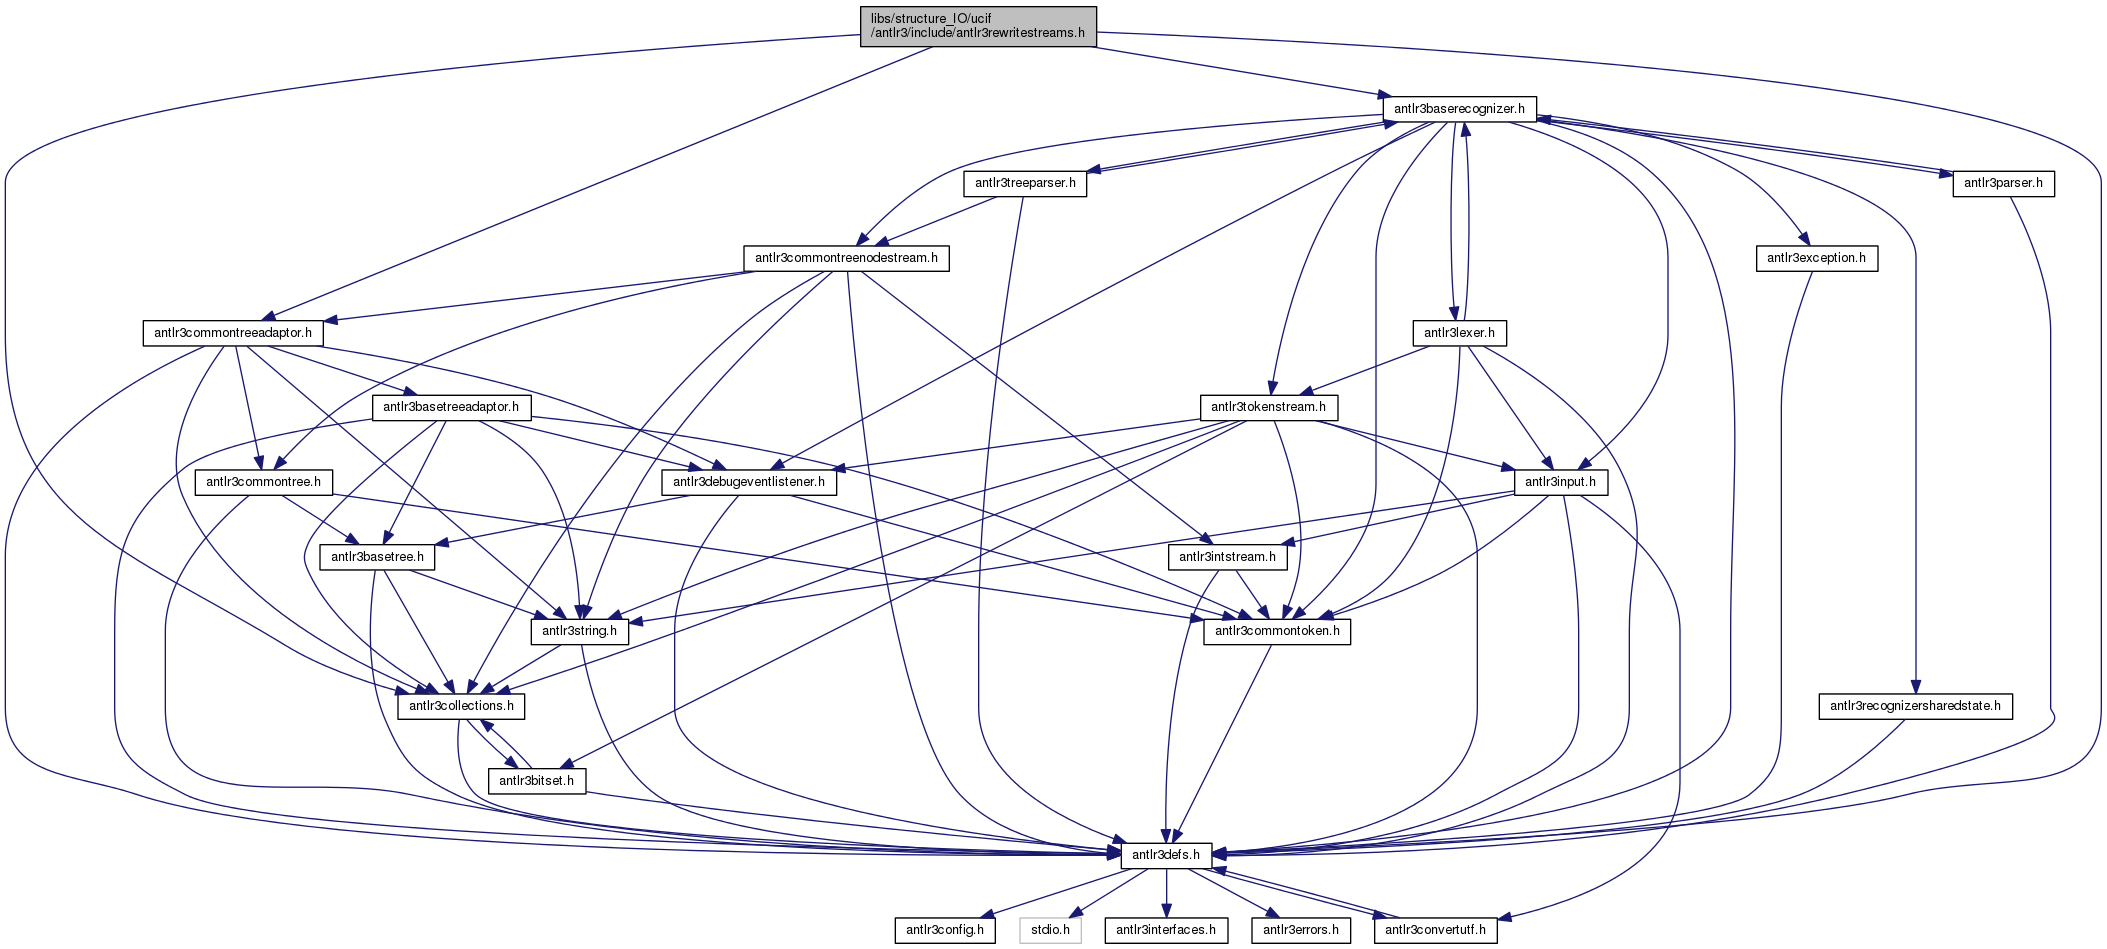 libs/structure_IO/ucif
/antlr3/include/antlr3rewritestreams.h
antlr3baserecognizer.h
antlr3treeparser.h
antlr3parser.h
antlr3commontreenodestream.h
antlr3exception.h
antlr3commontreeadaptor.h
antlr3lexer.h
antlr3basetreeadaptor.h
antlr3tokenstream.h
antlr3commontree.h
antlr3debugeventlistener.h
antlr3input.h
antlr3basetree.h
antlr3intstream.h
antlr3string.h
antlr3commontoken.h
antlr3collections.h
antlr3recognizersharedstate.h
antlr3bitset.h
antlr3defs.h
antlr3config.h
stdio.h
antlr3interfaces.h
antlr3errors.h
antlr3convertutf.h